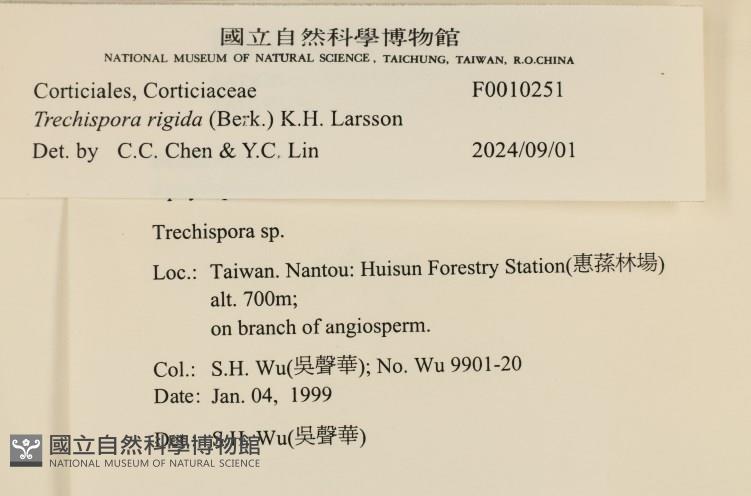 國立自然科學博物館
NATIONAL MUSEUM OF NATURAL SCIENCE, TAICHUNG, TAIWAN, R.O.CHINA
Corticiales, Corticiaceae F0010251
Trechispora rigida (Berk.) K.H. Larsson
Det. by C.C. Chen & Y.C. Lin 2024/09/01
Trechispora sp.
Loc.: Taiwan. Nantou: Huisun Forestry Station(惠蓀林場)
alt. 700m;
on branch of angiosperm.
Col.: S.H. Wu(吳聲華); No. Wu 9901-20
Date: Jan. 04, 1999
Det.: S.H. Wu(吳聲華)
國立自然科學博物館
NATIONAL MUSEUM OF NATURAL SCIENCE